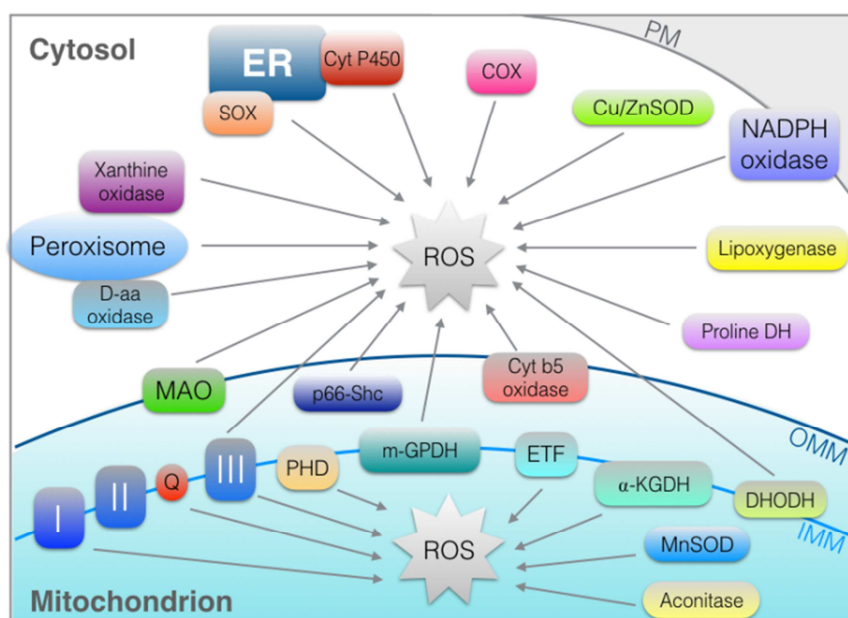 Cytosol
PM
ER
Cyt P450
SOX
COX
Cu/ZnSOD
NADPH
oxidase
Xanthine
oxidase
Peroxisome
D-aa
oxidase
ROS
Lipoxygenase
Proline DH
MAO
p66-Shc
Cyt b5
oxidase
OMM
I
II
Q
III
PHD
m-GPDH
ETF
α-KGDH
DHODH
IMM
ROS
MnSOD
Aconitase
Mitochondrion